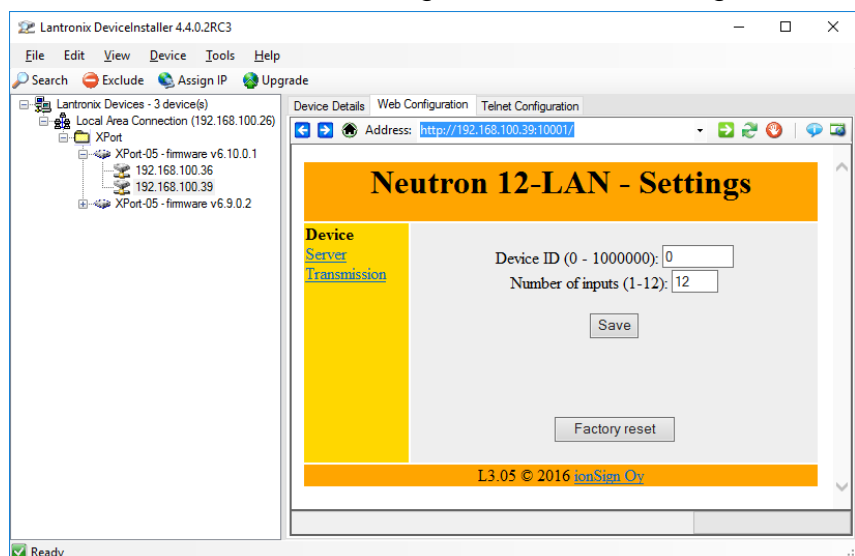 Lantronix DeviceInstaller 4.4.0.2RC3
File Edit View Device Tools Help
Search Exclude Assign IP Upgrade
Lantronix Devices - 3 device(s)
Local Area Connection (192.168.100.26)
XPort
XPort-05 - firmware v6.10.0.1
192.168.100.36
192.168.100.39
XPort-05 - firmware v6.9.0.2
Device Details Web Configuration Telnet Configuration
Address: http://192.168.100.39:10001/
Neutron 12-LAN - Settings
Device
Server
Transmission
Device ID (0 - 1000000): 0
Number of inputs (1-12): 12
Save
Factory reset
L3.05 © 2016 ionSign Oy
Ready